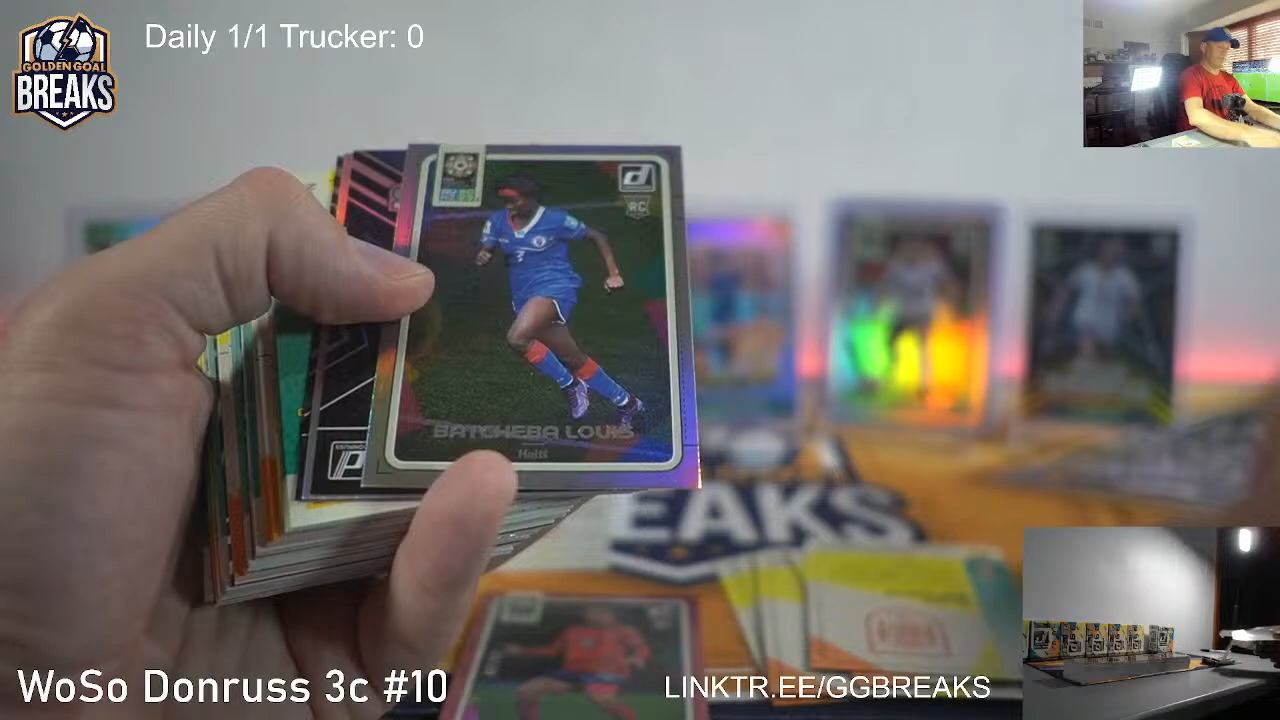 Daily 1/1 Trucker: 0
GOLDEN GOAL
BREAKS
RC
BATCHEBA LOUIS
Haiti
EAKS
WoSo Donruss 3c #10
LINKTR.EE/GGBREAKS